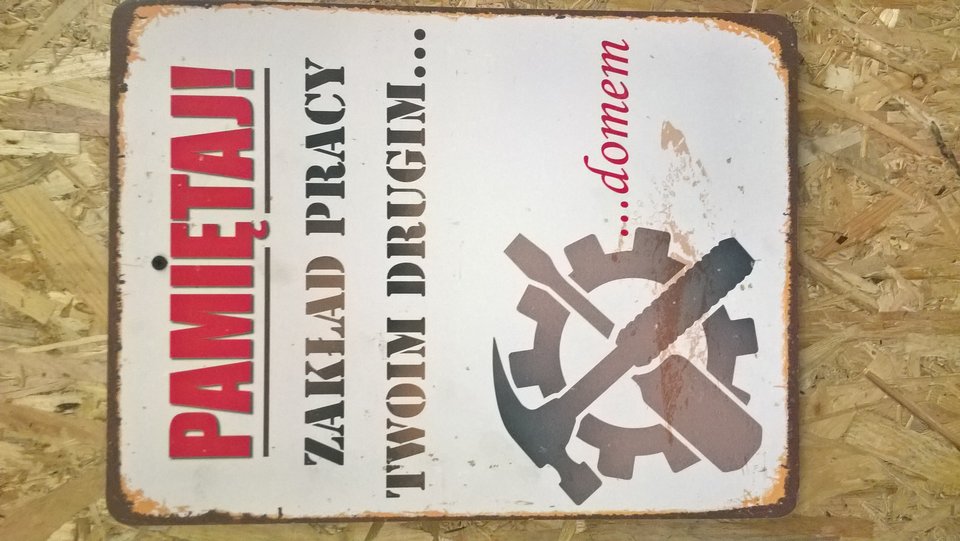 PAMIĘTAJ!
ZAKŁAD PRACY
TWOIM DRUGIM...
...domem